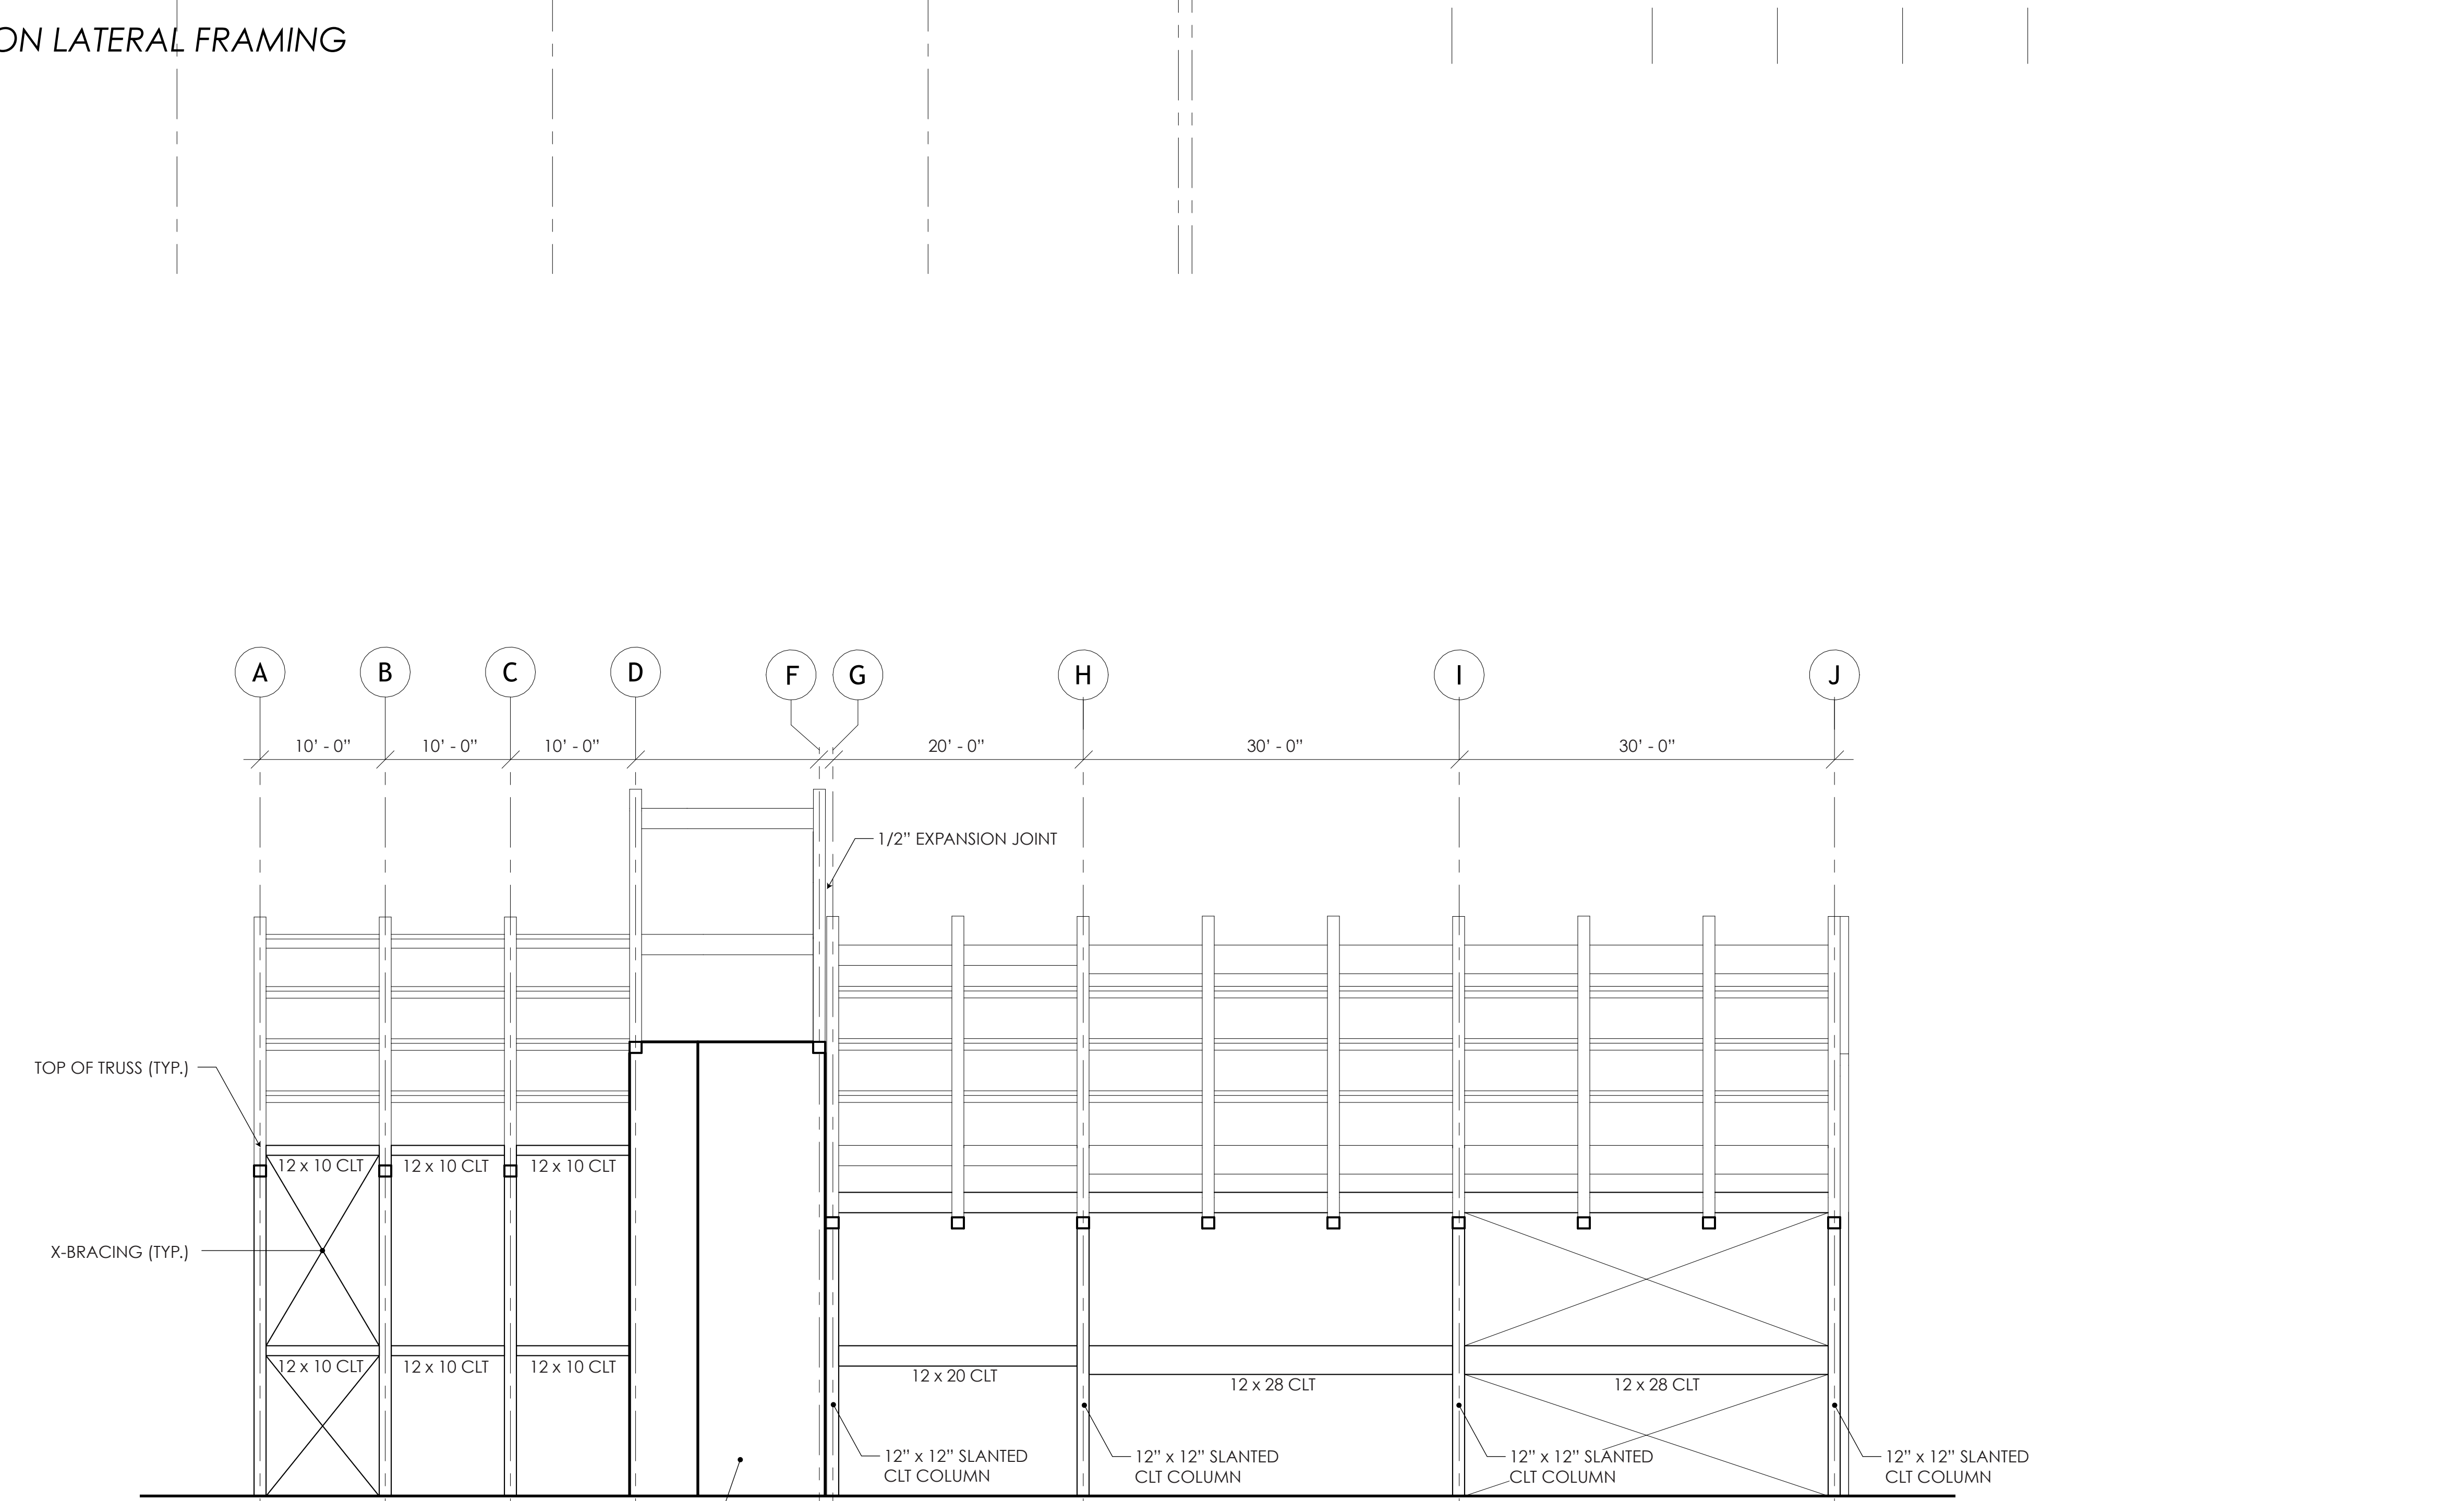 ON LATERAL FRAMING
A B C D F G H I J
10’ - 0” 10’ - 0” 10’ - 0” 20’ - 0” 30’ - 0” 30’ - 0”
1/2” EXPANSION JOINT
TOP OF TRUSS (TYP.)
12 x 10 CLT 12 x 10 CLT 12 x 10 CLT
X-BRACING (TYP.)
12 x 10 CLT 12 x 10 CLT 12 x 10 CLT
12 x 20 CLT
12 x 28 CLT
12 x 28 CLT
12” x 12” SLANTED
CLT COLUMN
12” x 12” SLANTED
CLT COLUMN
12” x 12” SLANTED
CLT COLUMN
12” x 12” SLANTED
CLT COLUMN